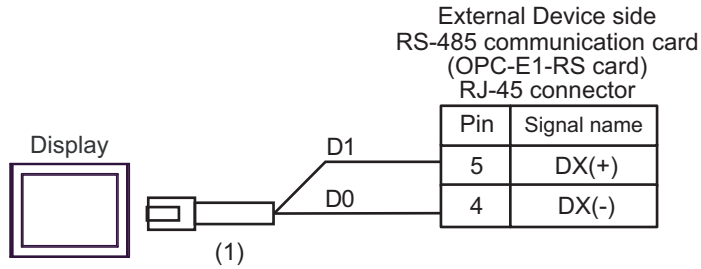 External Device side
RS-485 communication card
(OPC-E1-RS card)
RJ-45 connector
Pin Signal name
Display
D1
5 DX(+)
D0
4 DX(-)
(1)